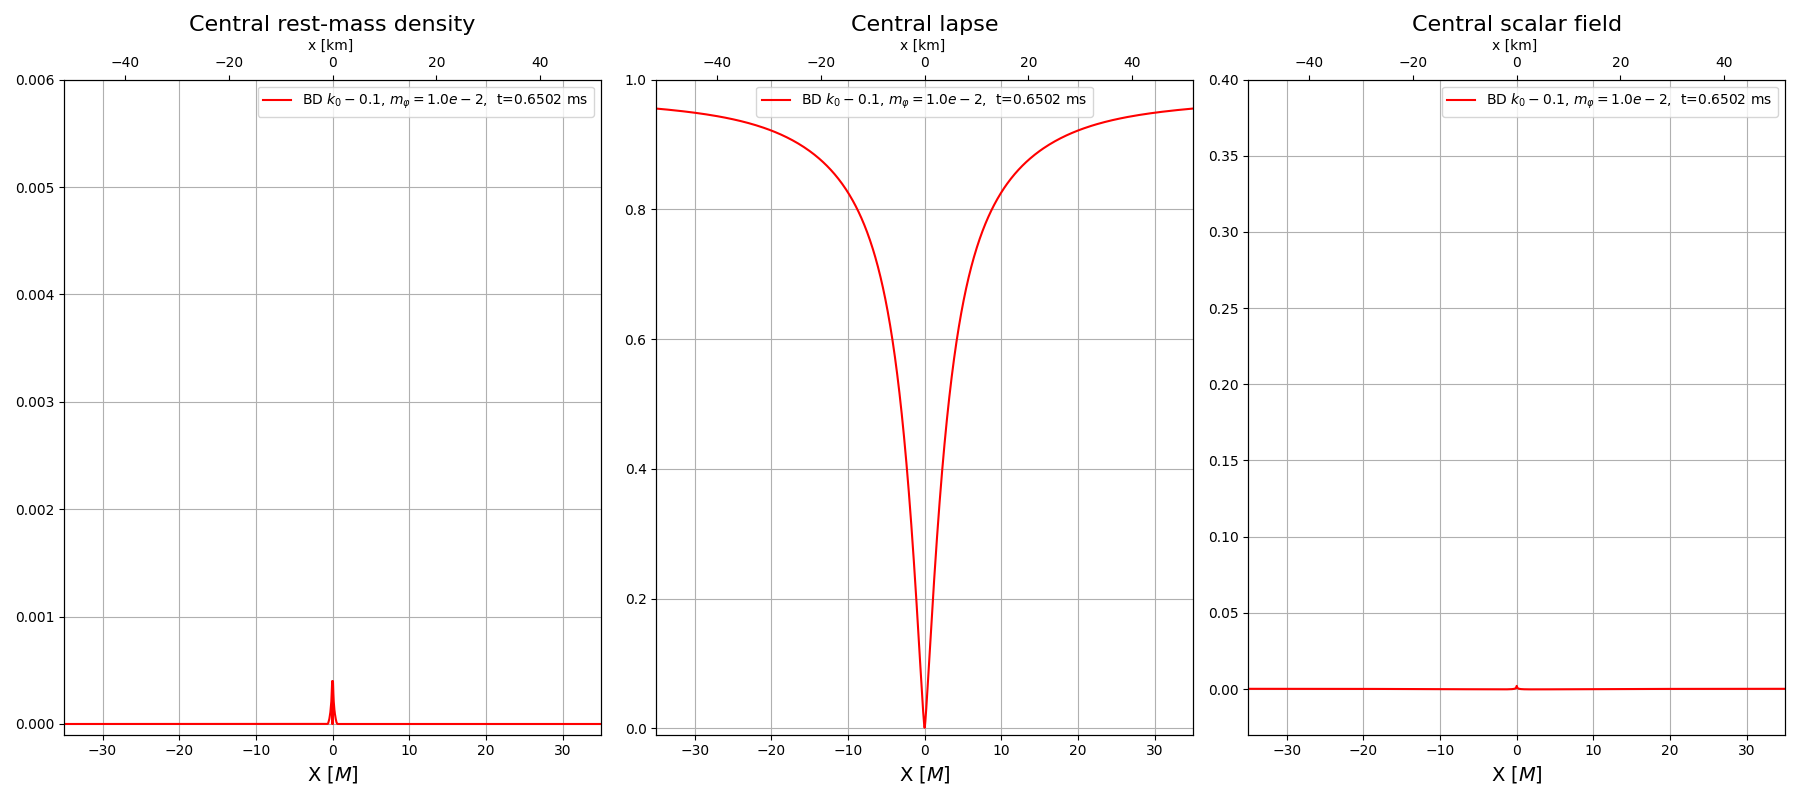 Central rest-mass density
x [km]
−40 −20 0 20 40
0.006
0.005
0.004
0.003
0.002
0.001
0.000
BD k₀ − 0.1, mᵩ = 1.0e − 2, t=0.6502 ms
−30 −20 −10 0 10 20 30
X [M]
Central lapse
x [km]
−40 −20 0 20 40
1.0
0.8
0.6
0.4
0.2
0.0
BD k₀ − 0.1, mᵩ = 1.0e − 2, t=0.6502 ms
−30 −20 −10 0 10 20 30
X [M]
Central scalar field
x [km]
−40 −20 0 20 40
0.40
0.35
0.30
0.25
0.20
0.15
0.10
0.05
0.00
BD k₀ − 0.1, mᵩ = 1.0e − 2, t=0.6502 ms
−30 −20 −10 0 10 20 30
X [M]